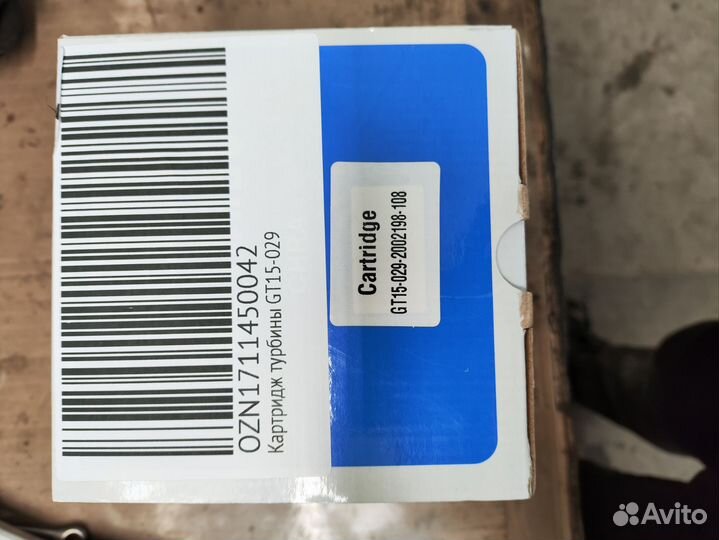 OZN1711450042
Картридж турбины GT15-029
Cartridge
GT15-029-2002198-108
Avito